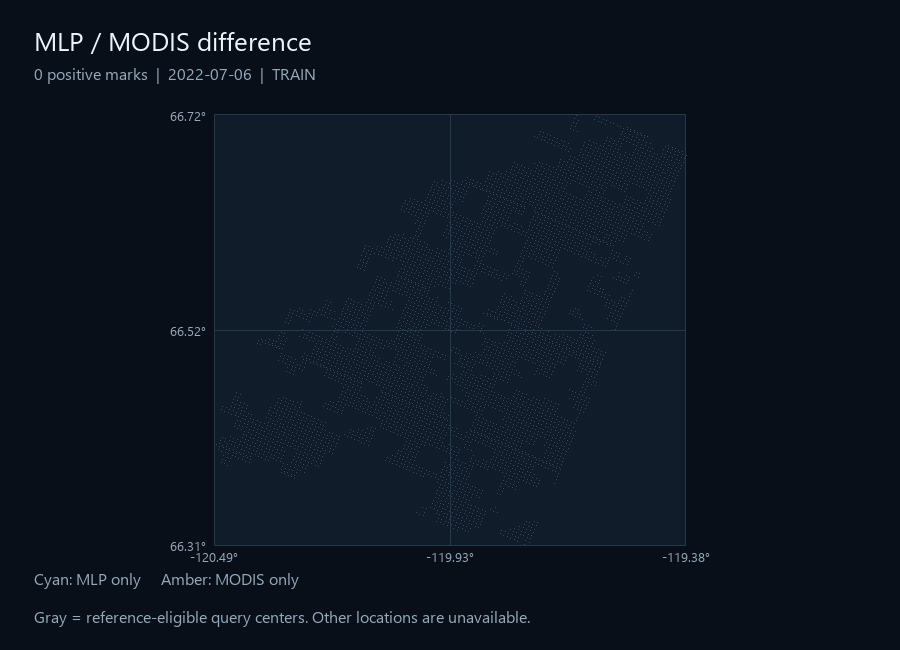 MLP / MODIS difference
0 positive marks | 2022-07-06 | TRAIN
66.72°
66.52°
66.31°
-120.49° -119.93° -119.38°
Cyan: MLP only Amber: MODIS only
Gray = reference-eligible query centers. Other locations are unavailable.